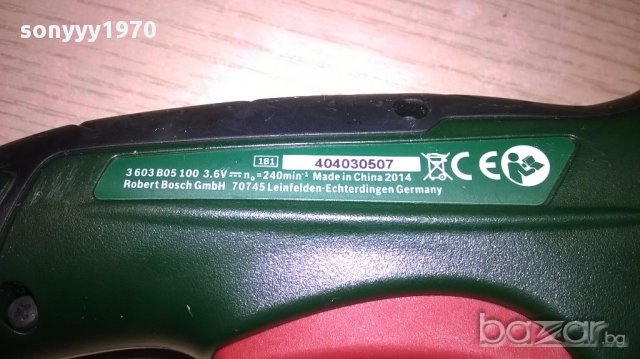 sonyyy1970
1B1 404030507
3 603 B05 100 3.6V n₀=240min⁻¹ Made in China 2014
Robert Bosch GmbH 70745 Leinfelden-Echterdingen Germany
CE
bazar.bg